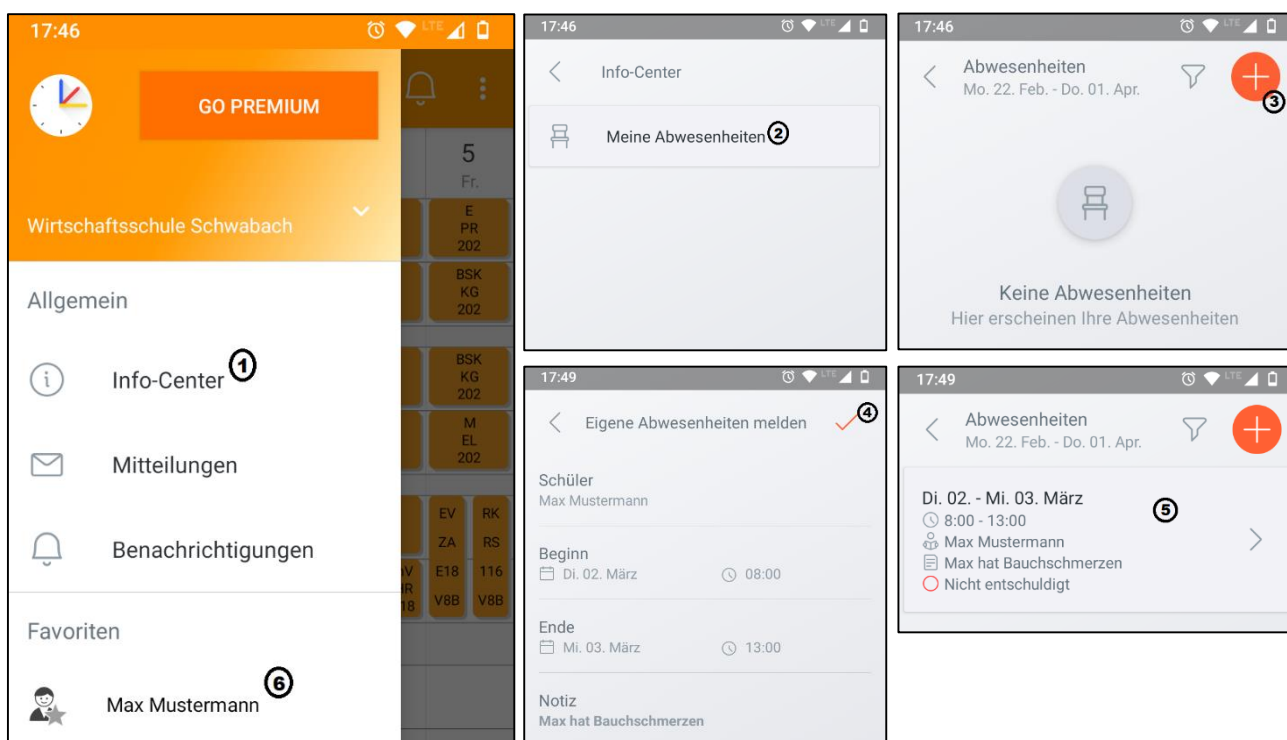 17:46
LTE
GO PREMIUM
Wirtschaftsschule Schwabach
Allgemein
Info-Center 1
Mitteilungen
Benachrichtigungen
Favoriten
Max Mustermann 6
5
Fr.
E
PR
202
BSK
KG
202
BSK
KG
202
M
EL
202
EV
ZA
E18
V8B
RK
RS
116
V8B
17:46
LTE
Info-Center
Meine Abwesenheiten 2
17:46
LTE
Abwesenheiten
Mo. 22. Feb. - Do. 01. Apr.
3
Keine Abwesenheiten
Hier erscheinen Ihre Abwesenheiten
17:49
LTE
Eigene Abwesenheiten melden 4
Schüler
Max Mustermann
Beginn
Di. 02. März 08:00
Ende
Mi. 03. März 13:00
Notiz
Max hat Bauchschmerzen
17:49
LTE
Abwesenheiten
Mo. 22. Feb. - Do. 01. Apr.
Di. 02. - Mi. 03. März
5
8:00 - 13:00
Max Mustermann
Max hat Bauchschmerzen
Nicht entschuldigt